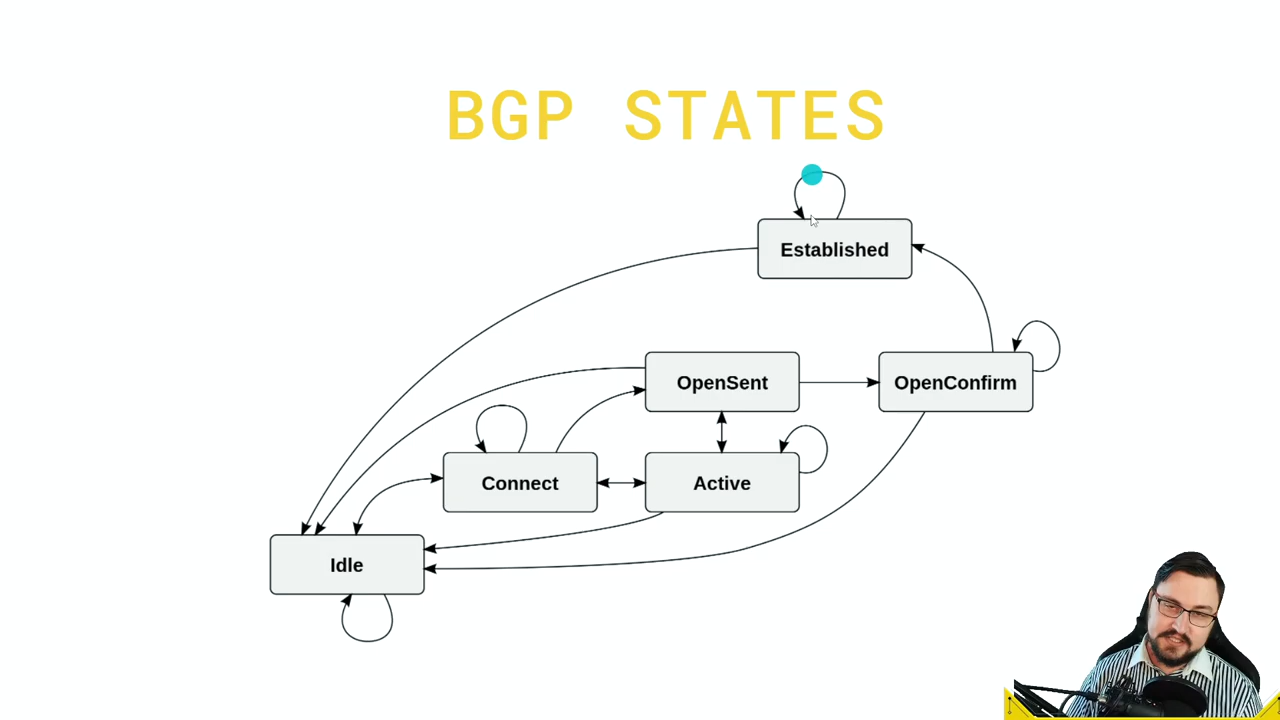 BGP STATES
Established
OpenSent
OpenConfirm
Connect
Active
Idle